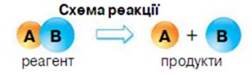 Схема реакції
А В А + В
реагент продукти